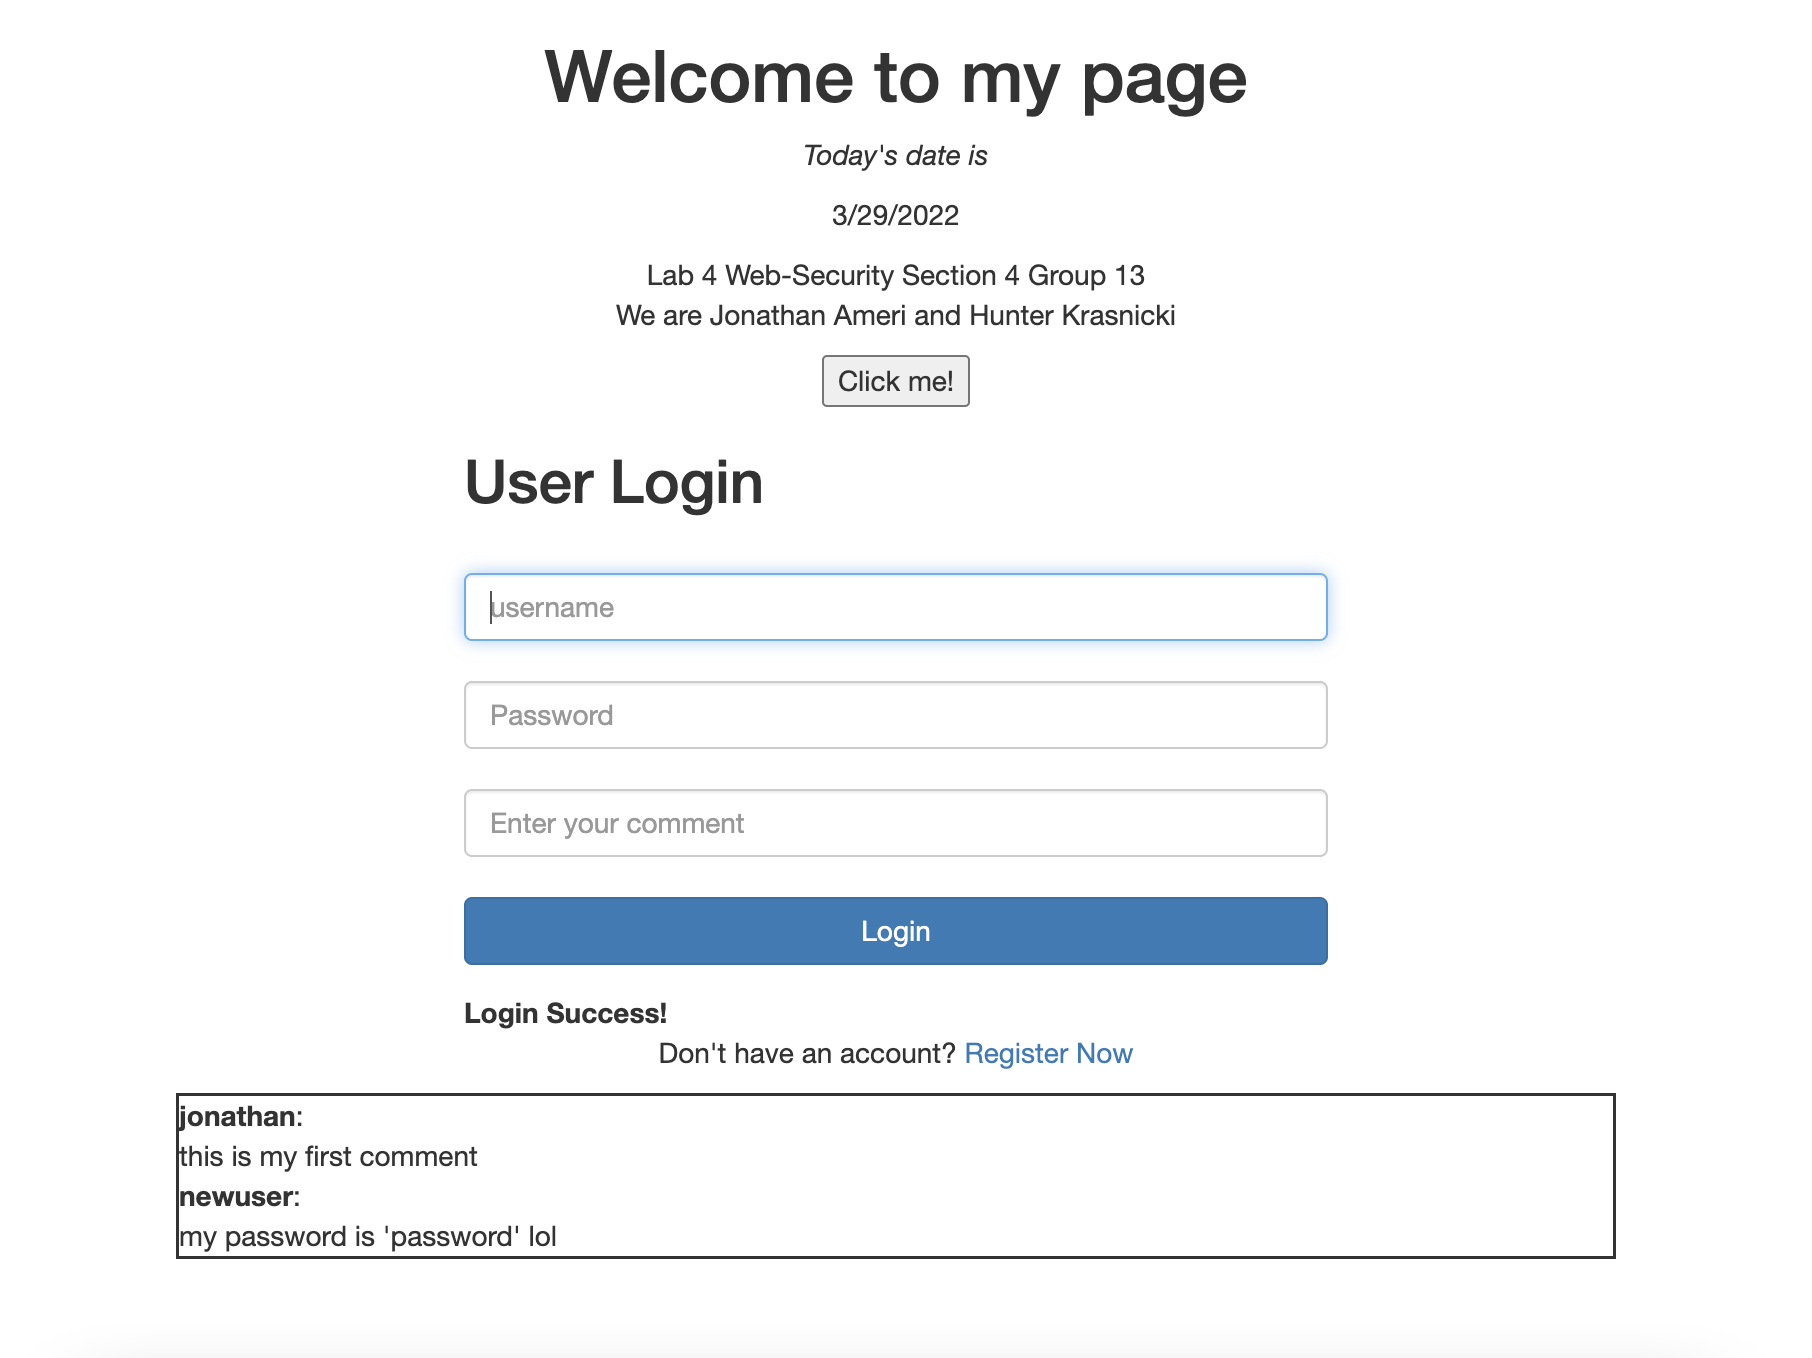 Welcome to my page
Today's date is
3/29/2022
Lab 4 Web-Security Section 4 Group 13
We are Jonathan Ameri and Hunter Krasnicki
Click me!
User Login
username
Password
Enter your comment
Login
Login Success!
Don't have an account? Register Now
jonathan:
this is my first comment
newuser:
my password is 'password' lol